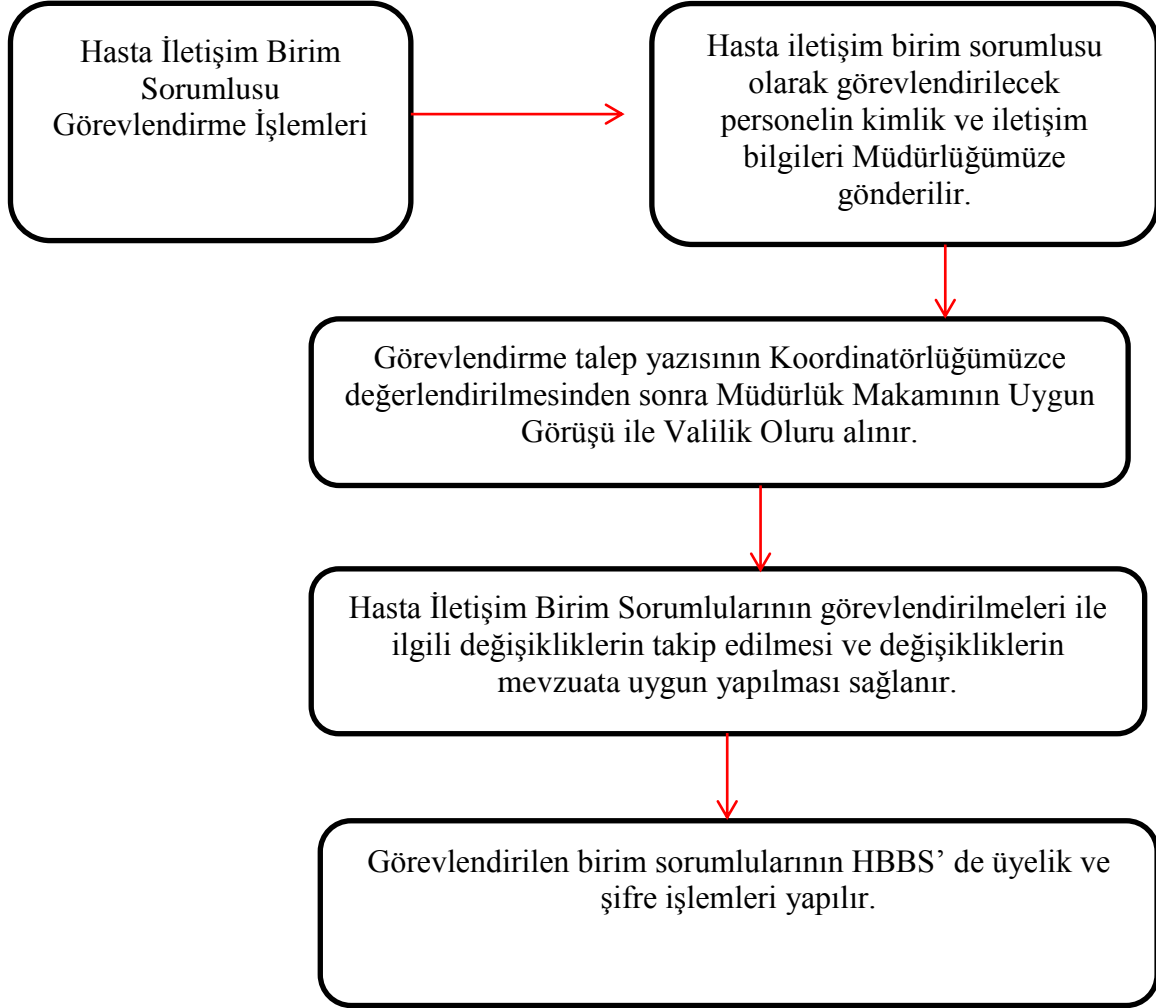 Hasta İletişim Birim
Sorumlusu
Görevlendirme İşlemleri
Hasta iletişim birim sorumlusu
olarak görevlendirilecek
personelin kimlik ve iletişim
bilgileri Müdürlüğümüze
gönderilir.
Görevlendirme talep yazısının Koordinatörlüğümüzce
değerlendirilmesinden sonra Müdürlük Makamının Uygun
Görüşü ile Valilik Oluru alınır.
Hasta İletişim Birim Sorumlularının görevlendirilmeleri ile
ilgili değişikliklerin takip edilmesi ve değişikliklerin
mevzuata uygun yapılması sağlanır.
Görevlendirilen birim sorumlularının HBBS’ de üyelik ve
şifre işlemleri yapılır.